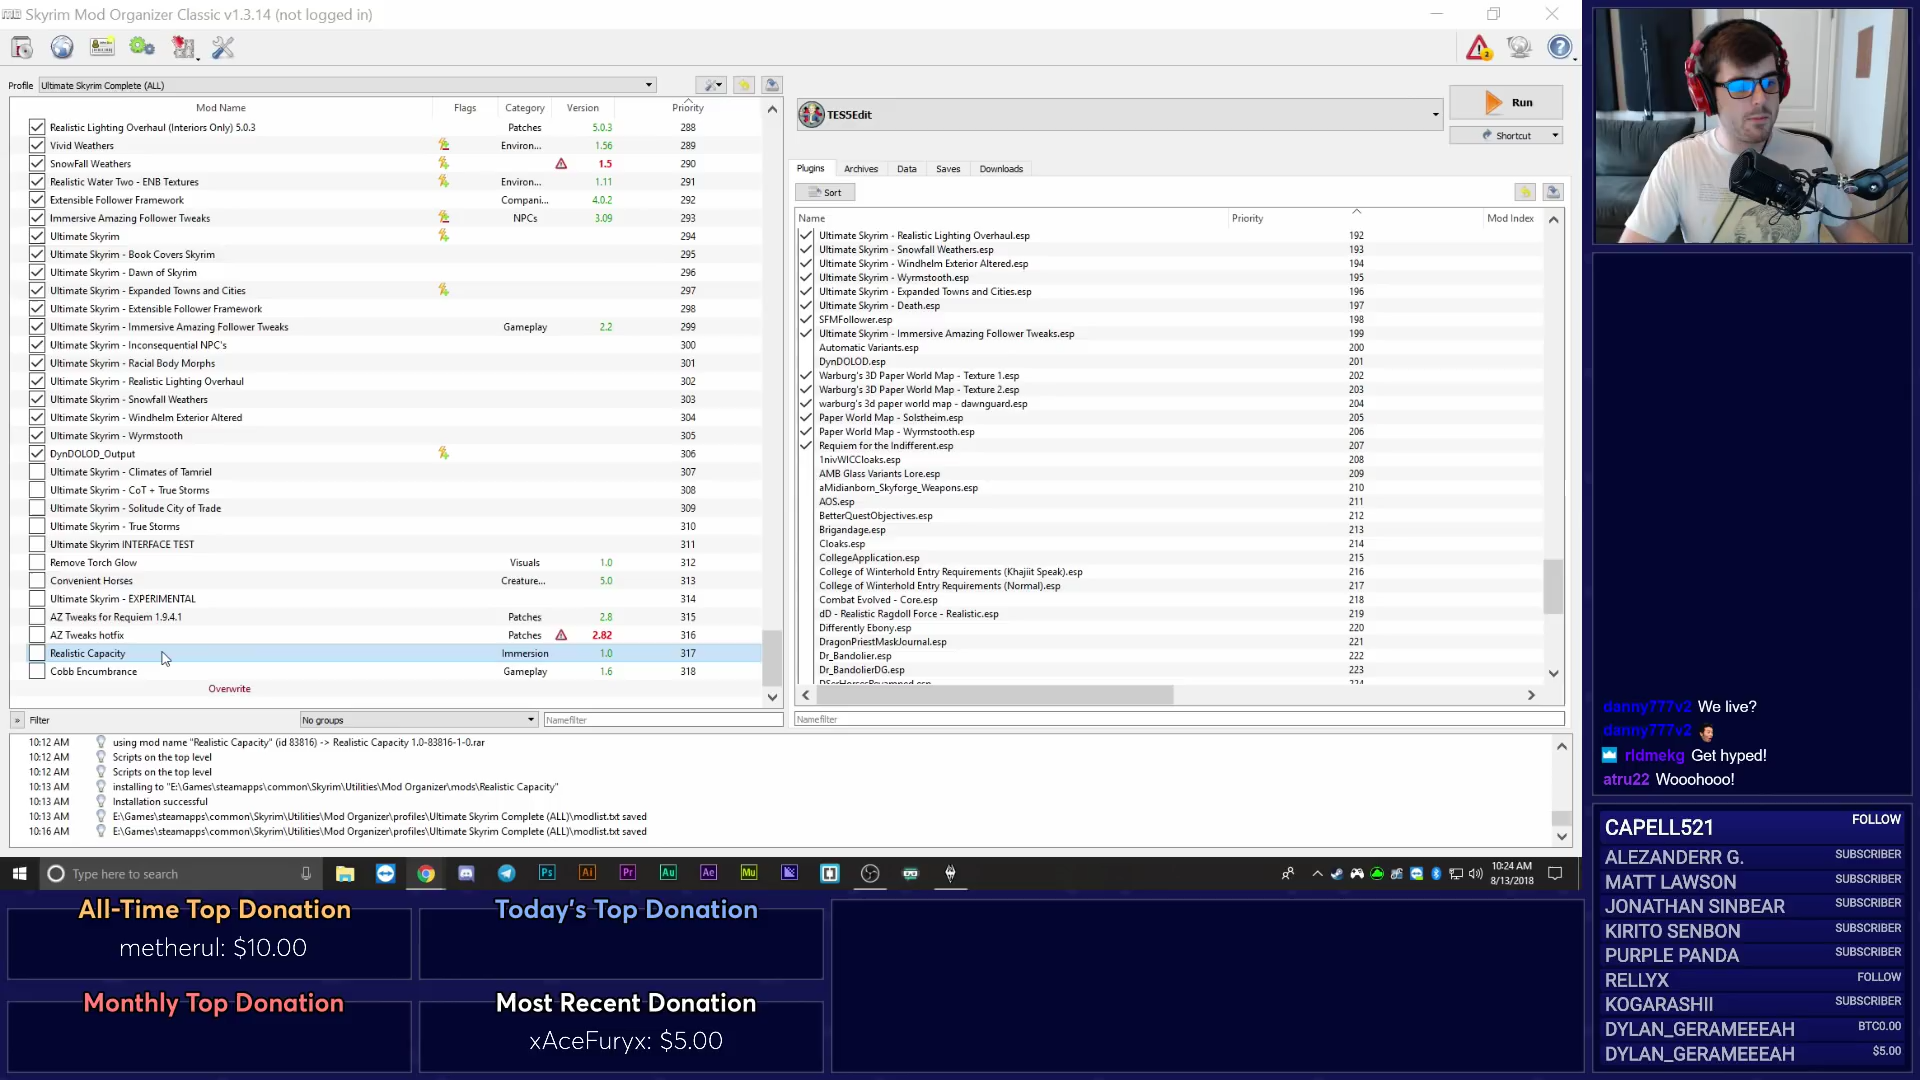 Skyrim Mod Organizer Classic v1.3.14 (not logged in)
Profile Ultimate Skyrim Complete (ALL)
Mod Name Flags Category Version Priority
Realistic Lighting Overhaul (Interiors Only) 5.0.3 Patches 5.0.3 288
Vivid Weathers Environ... 1.56 289
SnowFall Weathers 1.5 290
Realistic Water Two - ENB Textures Environ... 1.11 291
Extensible Follower Framework Compani... 4.0.2 292
Immersive Amazing Follower Tweaks NPCs 3.09 293
Ultimate Skyrim 294
Ultimate Skyrim - Book Covers Skyrim 295
Ultimate Skyrim - Dawn of Skyrim 296
Ultimate Skyrim - Expanded Towns and Cities 297
Ultimate Skyrim - Extensible Follower Framework 298
Ultimate Skyrim - Immersive Amazing Follower Tweaks Gameplay 2.2 299
Ultimate Skyrim - Inconsequential NPC's 300
Ultimate Skyrim - Racial Body Morphs 301
Ultimate Skyrim - Realistic Lighting Overhaul 302
Ultimate Skyrim - Snowfall Weathers 303
Ultimate Skyrim - Windhelm Exterior Altered 304
Ultimate Skyrim - Wyrmstooth 305
DynDOLOD_Output 306
Ultimate Skyrim - Climates of Tamriel 307
Ultimate Skyrim - CoT + True Storms 308
Ultimate Skyrim - Solitude City of Trade 309
Ultimate Skyrim - True Storms 310
Ultimate Skyrim INTERFACE TEST 311
Remove Torch Glow Visuals 1.0 312
Convenient Horses Creature... 5.0 313
Ultimate Skyrim - EXPERIMENTAL 314
AZ Tweaks for Requiem 1.9.4.1 Patches 2.8 315
AZ Tweaks hotfix Patches 2.82 316
Realistic Capacity Immersion 1.0 317
Cobb Encumbrance Gameplay 1.6 318
Overwrite
» Filter No groups Namefilter
TES5Edit
Run
Shortcut
Plugins Archives Data Saves Downloads
Sort
Name Priority Mod Index
Ultimate Skyrim - Realistic Lighting Overhaul.esp 192
Ultimate Skyrim - Snowfall Weathers.esp 193
Ultimate Skyrim - Windhelm Exterior Altered.esp 194
Ultimate Skyrim - Wyrmstooth.esp 195
Ultimate Skyrim - Expanded Towns and Cities.esp 196
Ultimate Skyrim - Death.esp 197
SFMFollower.esp 198
Ultimate Skyrim - Immersive Amazing Follower Tweaks.esp 199
Automatic Variants.esp 200
DynDOLOD.esp 201
Warburg's 3D Paper World Map - Texture 1.esp 202
Warburg's 3D Paper World Map - Texture 2.esp 203
warburg's 3d paper world map - dawnguard.esp 204
Paper World Map - Solstheim.esp 205
Paper World Map - Wyrmstooth.esp 206
Requiem for the Indifferent.esp 207
1nivWICCloaks.esp 208
AMB Glass Variants Lore.esp 209
aMidianborn_Skyforge_Weapons.esp 210
AOS.esp 211
BetterQuestObjectives.esp 212
Brigandage.esp 213
Cloaks.esp 214
CollegeApplication.esp 215
College of Winterhold Entry Requirements (Khajiit Speak).esp 216
College of Winterhold Entry Requirements (Normal).esp 217
Combat Evolved - Core.esp 218
dD - Realistic Ragdoll Force - Realistic.esp 219
Differently Ebony.esp 220
DragonPriestMaskJournal.esp 221
Dr_Bandolier.esp 222
Dr_BandolierDG.esp 223
DSerHorsesRevamped.esp 224
Namefilter
10:12 AM using mod name "Realistic Capacity" (id 83816) -> Realistic Capacity 1.0-83816-1-0.rar
10:12 AM Scripts on the top level
10:12 AM Scripts on the top level
10:13 AM installing to "E:\Games\steamapps\common\Skyrim\Utilities\Mod Organizer\mods\Realistic Capacity"
10:13 AM Installation successful
10:13 AM E:\Games\steamapps\common\Skyrim\Utilities\Mod Organizer\profiles\Ultimate Skyrim Complete (ALL)\modlist.txt saved
10:16 AM E:\Games\steamapps\common\Skyrim\Utilities\Mod Organizer\profiles\Ultimate Skyrim Complete (ALL)\modlist.txt saved
Type here to search
Ps Ai Pr Au Ae Mu
10:24 AM
8/13/2018
danny777v2 We live?
danny777v2
rldmekg Get hyped!
atru22 Wooohooo!
CAPELL521 FOLLOW
ALEZANDERR G. SUBSCRIBER
MATT LAWSON SUBSCRIBER
JONATHAN SINBEAR SUBSCRIBER
KIRITO SENBON SUBSCRIBER
PURPLE PANDA SUBSCRIBER
RELLYX FOLLOW
KOGARASHII SUBSCRIBER
DYLAN_GERAMEEEAH BTC0.00
DYLAN_GERAMEEEAH $5.00
All-Time Top Donation
metherul: $10.00
Today's Top Donation
Monthly Top Donation
Most Recent Donation
xAceFuryx: $5.00